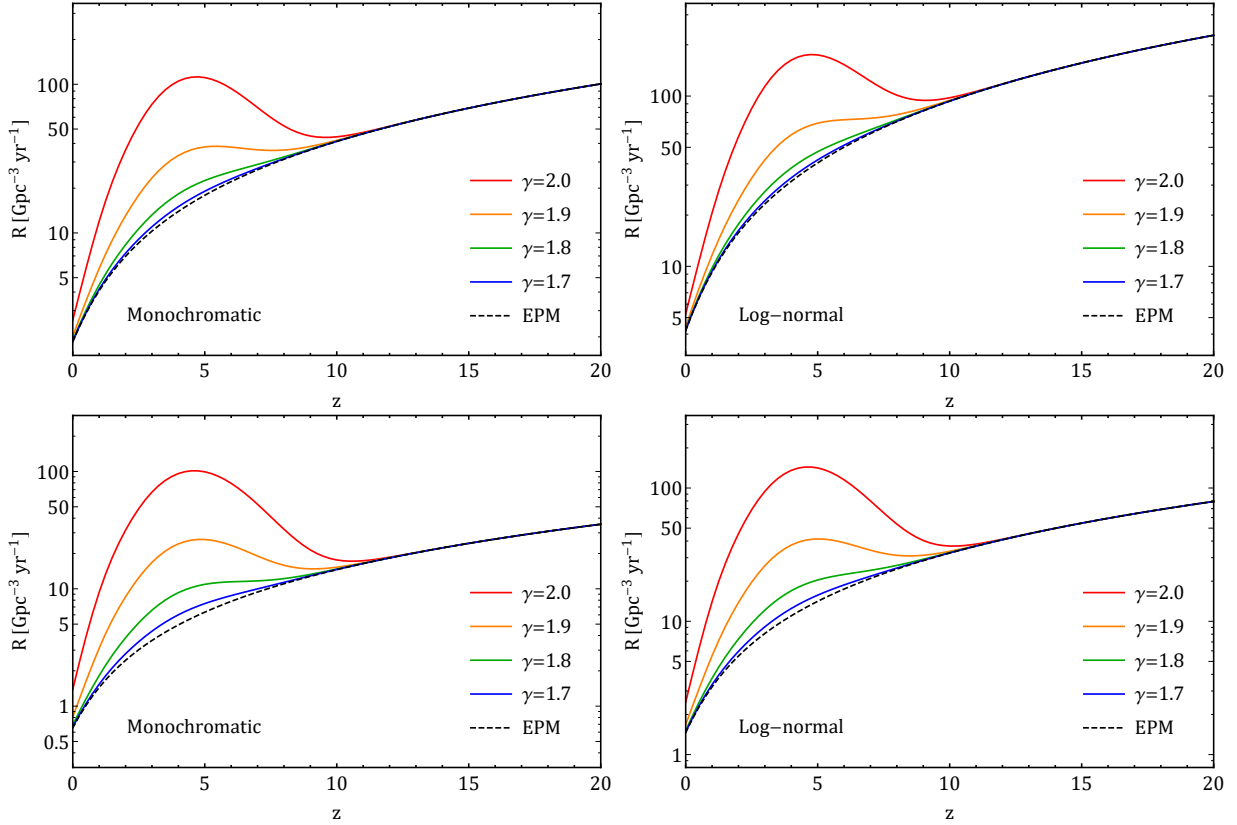 100
50
10
5
R [Gpc⁻³ yr⁻¹]
γ=2.0
γ=1.9
γ=1.8
γ=1.7
EPM
Monochromatic
0 5 10 15 20
z
100
50
10
5
R [Gpc⁻³ yr⁻¹]
γ=2.0
γ=1.9
γ=1.8
γ=1.7
EPM
Log−normal
0 5 10 15 20
z
100
50
10
5
1
0.5
R [Gpc⁻³ yr⁻¹]
γ=2.0
γ=1.9
γ=1.8
γ=1.7
EPM
Monochromatic
0 5 10 15 20
z
100
50
10
5
1
R [Gpc⁻³ yr⁻¹]
γ=2.0
γ=1.9
γ=1.8
γ=1.7
EPM
Log−normal
0 5 10 15 20
z